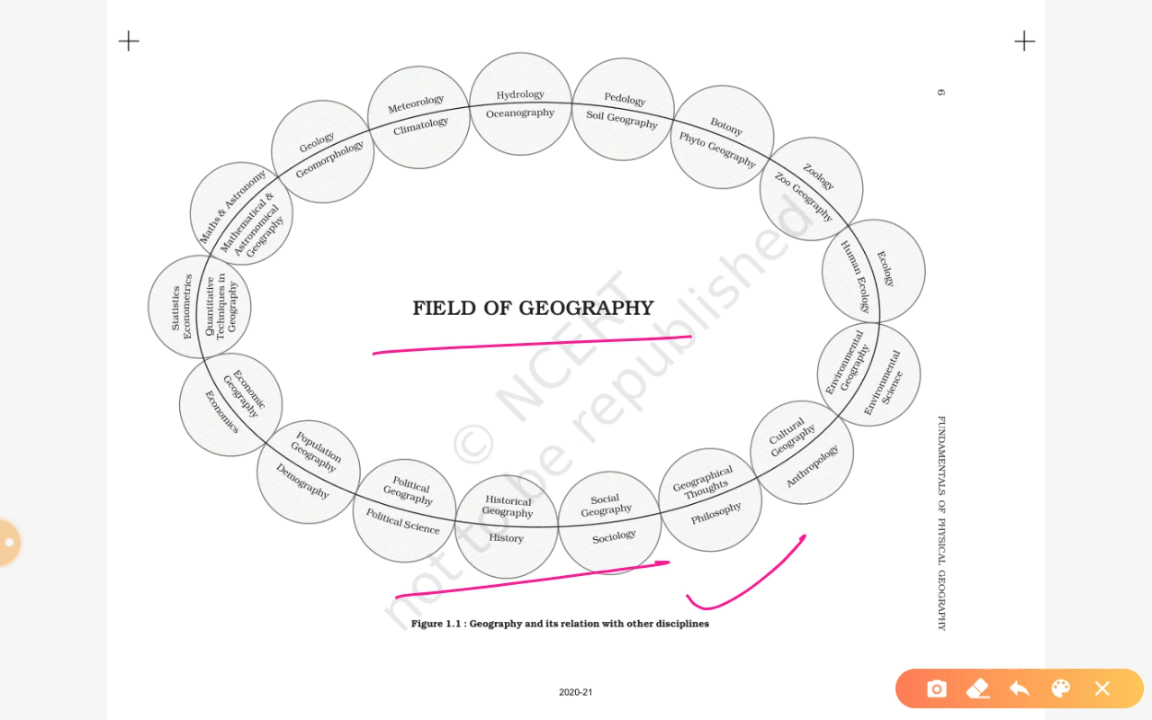 6
FUNDAMENTALS OF PHYSICAL GEOGRAPHY
Hydrology
Oceanography
Pedology
Soil Geography
Botony
Phyto Geography
Zoology
Zoo Geography
Ecology
Human Ecology
Environmental
Geography
Environmental
Science
Cultural
Geography
Anthropology
Geographical
Thoughts
Philosophy
Social
Geography
Sociology
Historical
Geography
History
Political
Geography
Political Science
Population
Geography
Demography
Economic
Geography
Economics
Statistics
Econometrics
Quantitative
Techniques in
Geography
Maths & Astronomy
Mathematical &
Astronomical
Geography
Geology
Geomorphology
Meteorology
Climatology
FIELD OF GEOGRAPHY
© NCERT
not to be republished
Figure 1.1 : Geography and its relation with other disciplines
2020-21